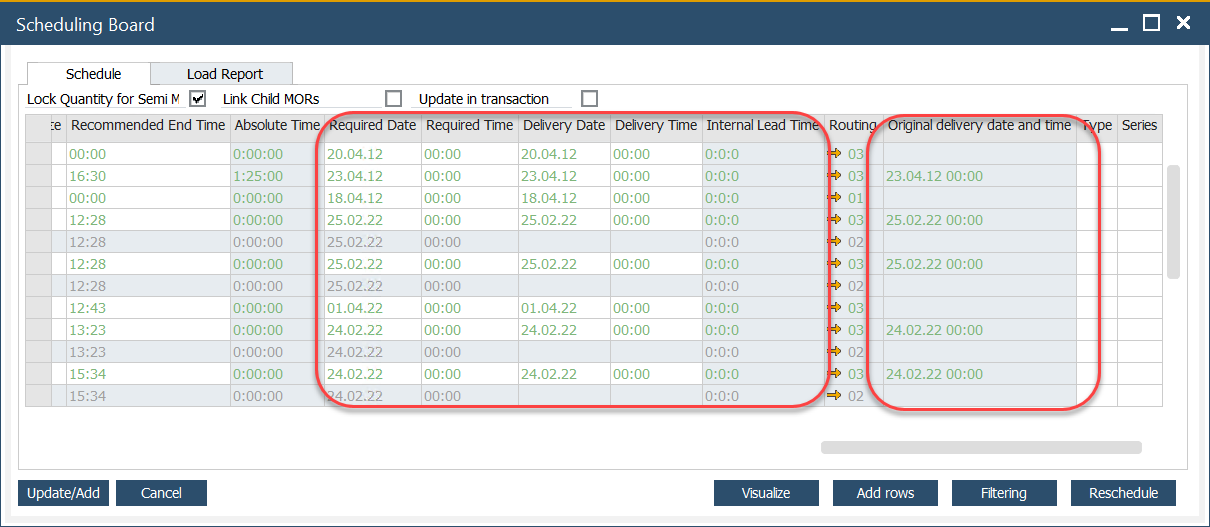 Scheduling Board
Schedule Load Report
Lock Quantity for Semi M Link Child MORs Update in transaction
Recommended End Time Absolute Time Required Date Required Time Delivery Date Delivery Time Internal Lead Time Routing Original delivery date and time Type Series
00:00 0:00:00 20.04.12 00:00 20.04.12 00:00 0:0:0 03
16:30 1:25:00 23.04.12 00:00 23.04.12 00:00 0:0:0 03 23.04.12 00:00
00:00 0:00:00 18.04.12 00:00 18.04.12 00:00 0:0:0 01
12:28 0:00:00 25.02.22 00:00 25.02.22 00:00 0:0:0 03 25.02.22 00:00
12:28 0:00:00 25.02.22 00:00 0:0:0 02
12:28 0:00:00 25.02.22 00:00 25.02.22 00:00 0:0:0 03 25.02.22 00:00
12:28 0:00:00 25.02.22 00:00 0:0:0 02
12:43 0:00:00 01.04.22 00:00 01.04.22 00:00 0:0:0 03
13:23 0:00:00 24.02.22 00:00 24.02.22 00:00 0:0:0 03 24.02.22 00:00
13:23 0:00:00 24.02.22 00:00 0:0:0 02
15:34 0:00:00 24.02.22 00:00 24.02.22 00:00 0:0:0 03 24.02.22 00:00
15:34 0:00:00 24.02.22 00:00 0:0:0 02
Update/Add Cancel Visualize Add rows Filtering Reschedule